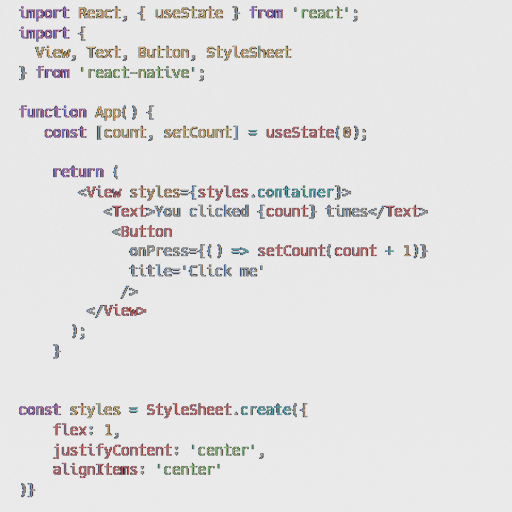 import React, { useState } from 'react';
import {
  View, Text, Button, StyleSheet
} from 'react-native';

function App() {
   const [count, setCount] = useState(0);

    return (
       <View styles={styles.container}>
          <Text>You clicked {count} times</Text>
           <Button
             onPress={() => setCount(count + 1)}
             title='Click me'
            />
        </View>
      );
    }

const styles = StyleSheet.create({
    flex: 1,
    justifyContent: 'center',
    alignItems: 'center'
)}